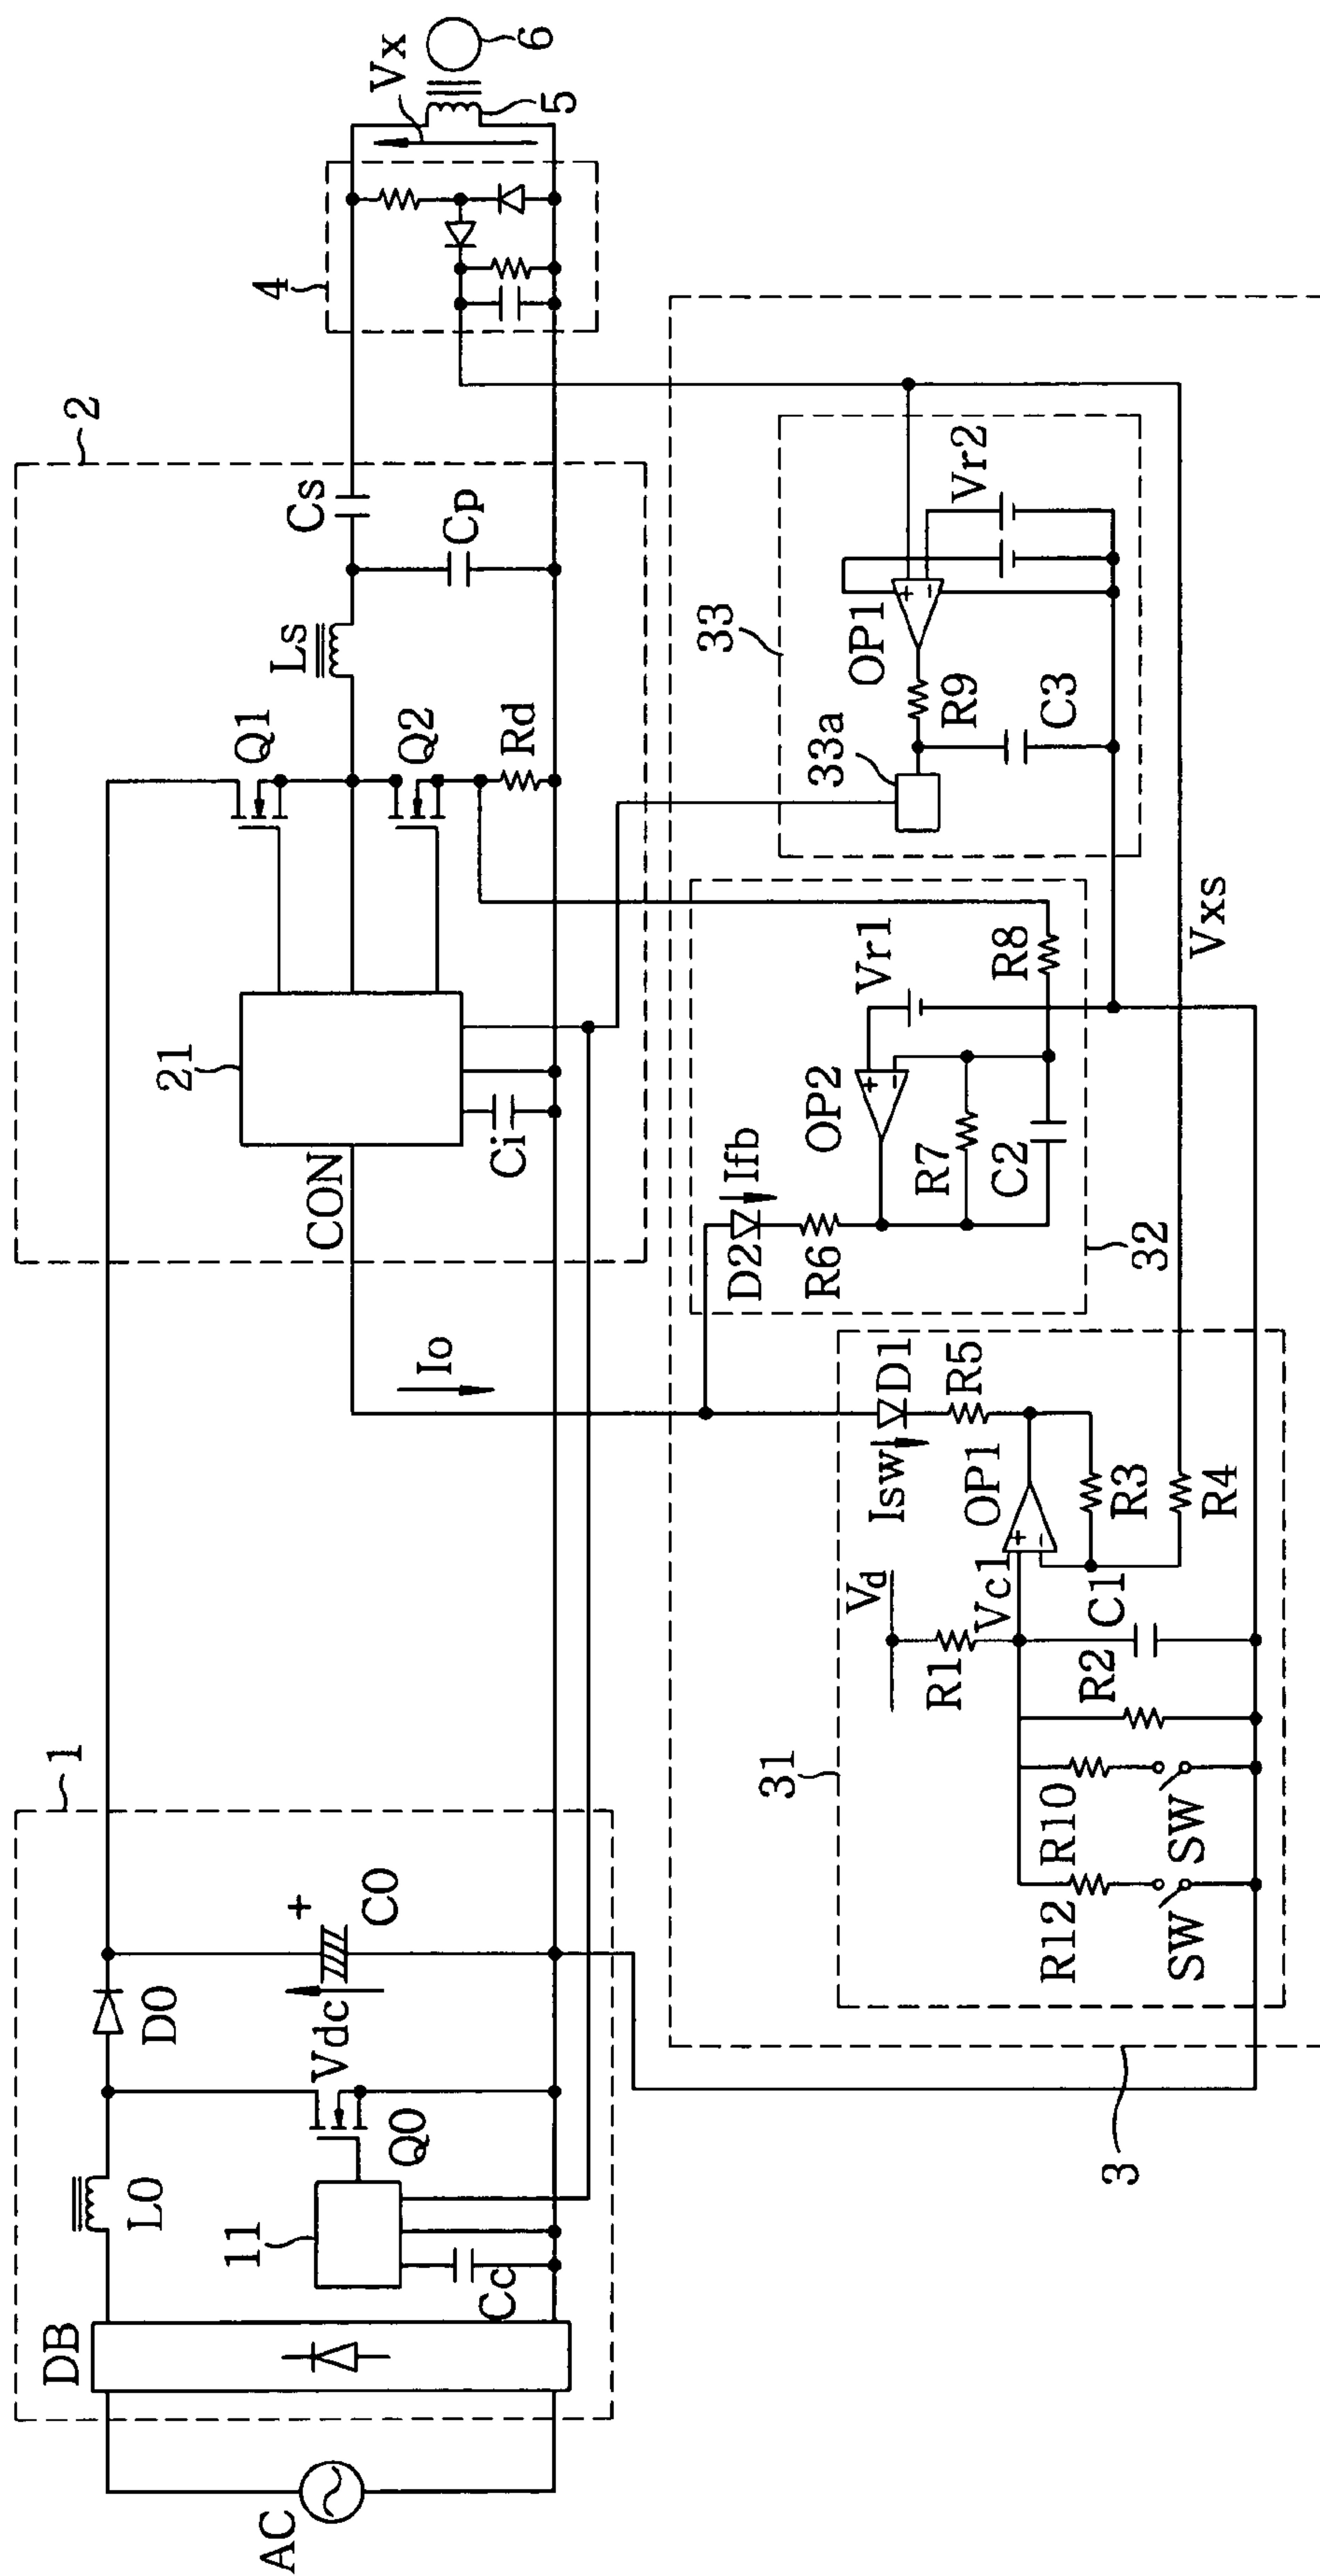 AC
DB
1
L0
D0
11
Cc
Q0
Vdc
+
C0
2
21
CON
Ci
Q1
Q2
Rd
Ls
Cs
Cp
4
Vx
5
6
Io
3
31
Vd
R1
Vc1
R12
SW
R10
SW
R2
C1
OP1
+
−
Isw
D1
R5
R3
R4
32
D2
Ifb
R6
OP2
+
−
R7
C2
Vr1
R8
Vxs
33
33a
OP1
+
−
R9
C3
Vr2